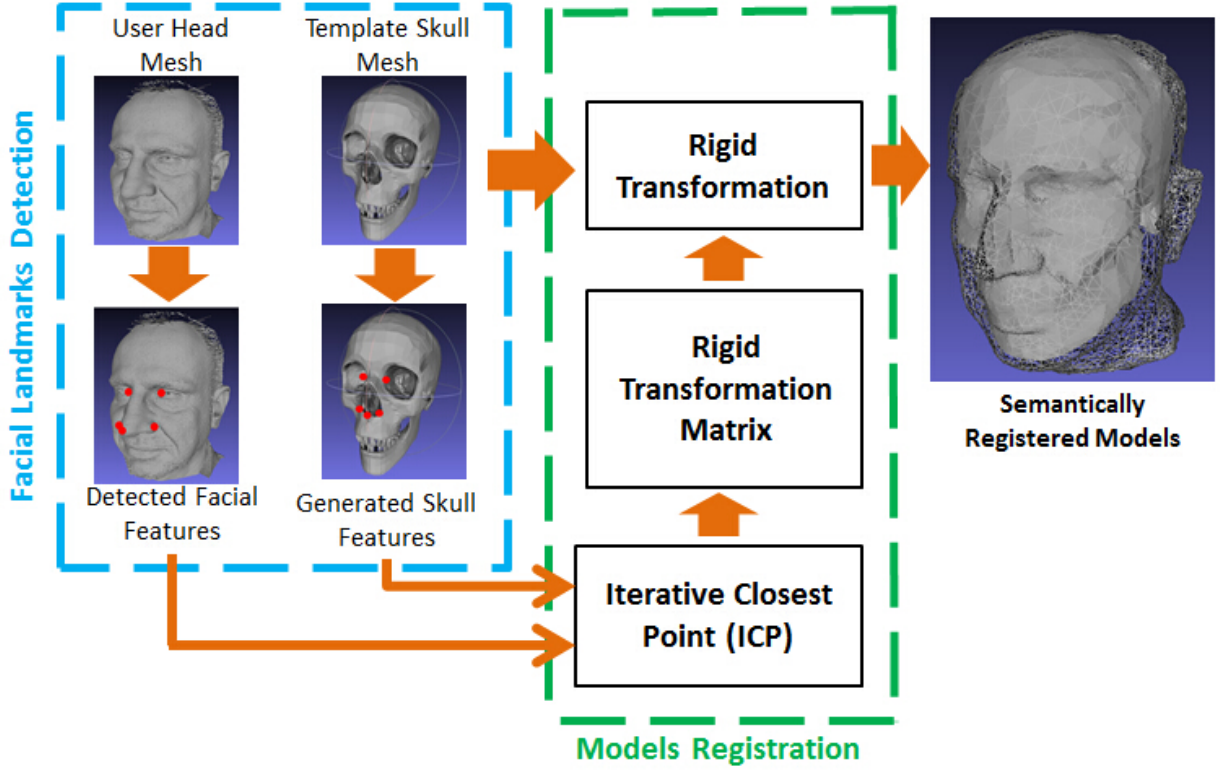 Facial Landmarks Detection
User Head
Mesh
Template Skull
Mesh
Detected Facial
Features
Generated Skull
Features
Rigid
Transformation
Rigid
Transformation
Matrix
Iterative Closest
Point (ICP)
Models Registration
Semantically
Registered Models